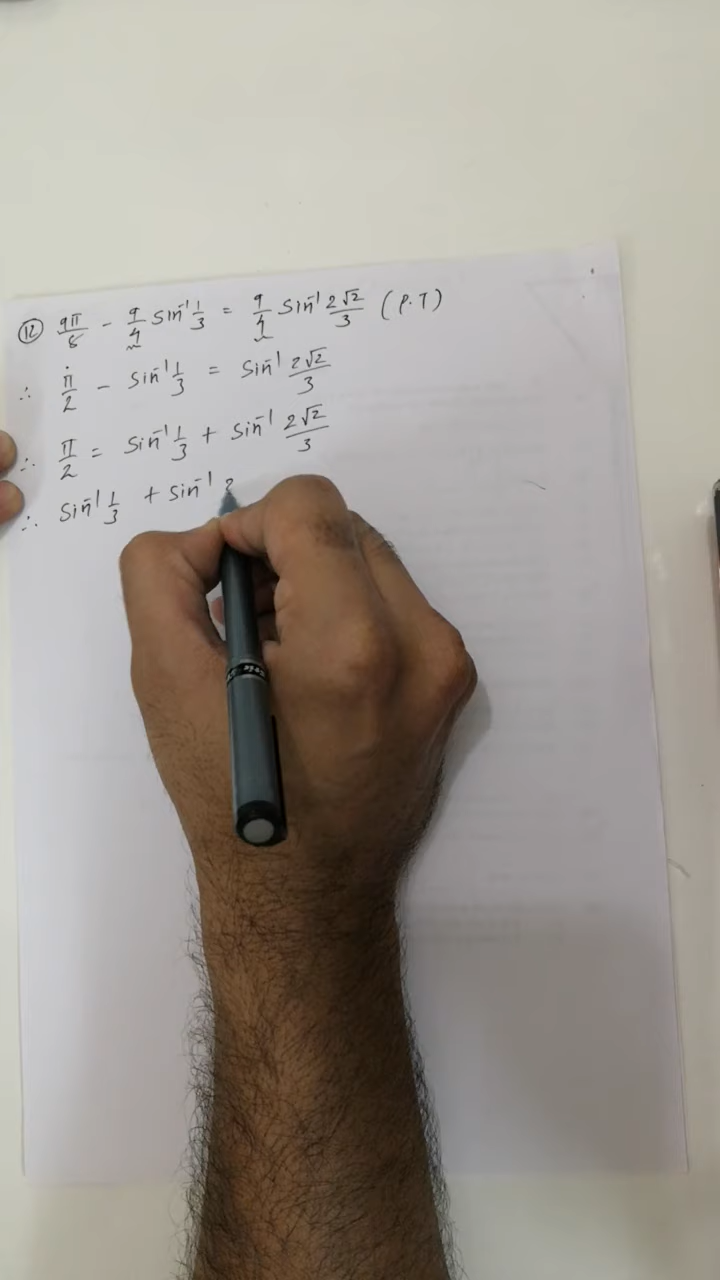 ⑫ 9π/8 - 9/4 sin⁻¹ 1/3 = 9/4 sin⁻¹ 2√2/3 (P.T)
∴ π/2 - sin⁻¹ 1/3 = sin⁻¹ 2√2/3
∴ π/2 = sin⁻¹ 1/3 + sin⁻¹ 2√2/3
∴ sin⁻¹ 1/3 + sin⁻¹ 2